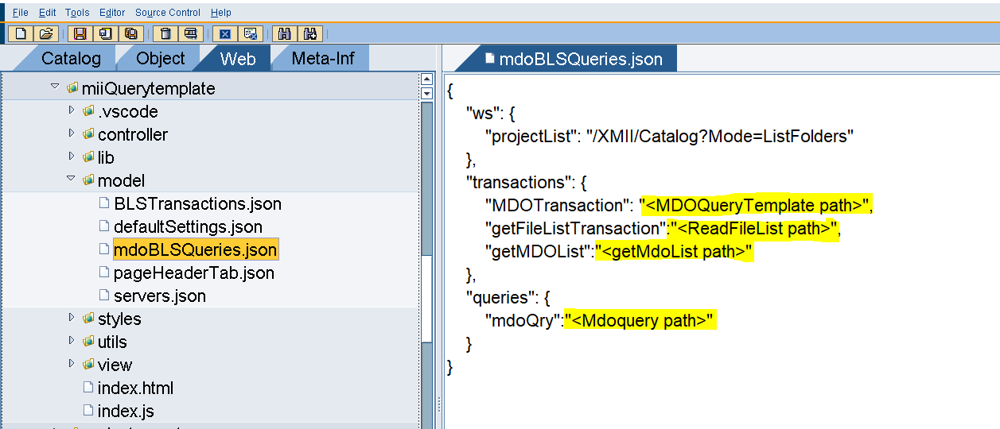 File Edit Tools Editor Source Control Help
Catalog Object Web Meta-Inf
miiQuerytemplate
.vscode
controller
lib
model
BLSTransactions.json
defaultSettings.json
mdoBLSQueries.json
pageHeaderTab.json
servers.json
styles
utils
view
index.html
index.js
mdoBLSQueries.json
{
"ws": {
"projectList": "/XMII/Catalog?Mode=ListFolders"
},
"transactions": {
"MDOTransaction": "<MDOQueryTemplate path>",
"getFileListTransaction":"<ReadFileList path>",
"getMDOList":"<getMdoList path>"
},
"queries": {
"mdoQry":"<Mdoquery path>"
}
}